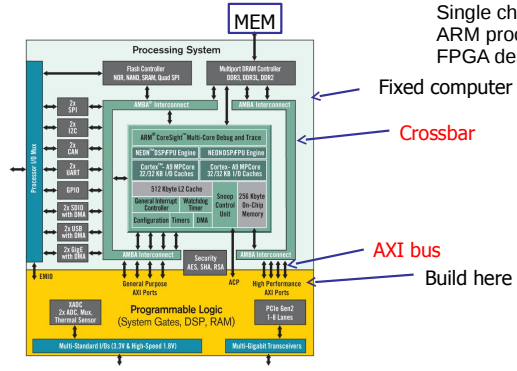 MEM
Single ch
ARM proc
FPGA de
Processing System
Flash Controller
NOR, NAND, SRAM, Quad SPI
Multiport DRAM Controller
DDR3, DDR3L, DDR2
Fixed computer
Processor I/O Mux
2x
SPI
2x
I2C
2x
CAN
2x
UART
GPIO
2x SDIO
with DMA
2x USB
with DMA
2x GigE
with DMA
AMBA® Interconnect
AMBA Interconnect
Crossbar
ARM® CoreSight™ Multi-Core Debug and Trace
NEON™ DSP/FPU Engine
NEON DSP/FPU Engine
Cortex™- A9 MPCore
32/32 KB I/D Caches
Cortex- A9 MPCore
32/32 KB I/D Caches
512 Kbyte L2 Cache
General Interrupt
Controller
Watchdog
Timer
Configuration
Timers
DMA
Snoop
Control
Unit
256 Kbyte
On-Chip
Memory
AMBA Interconnect
Security
AES, SHA, RSA
AMBA Interconnect
AXI bus
EMIO
General Purpose
AXI Ports
ACP
High Performance
AXI Ports
Build here
XADC
2x ADC, Mux,
Thermal Sensor
Programmable Logic
(System Gates, DSP, RAM)
PCIe Gen2
1-8 Lanes
Multi-Standard I/Os (3.3V & High-Speed 1.8V)
Multi-Gigabit Transceivers